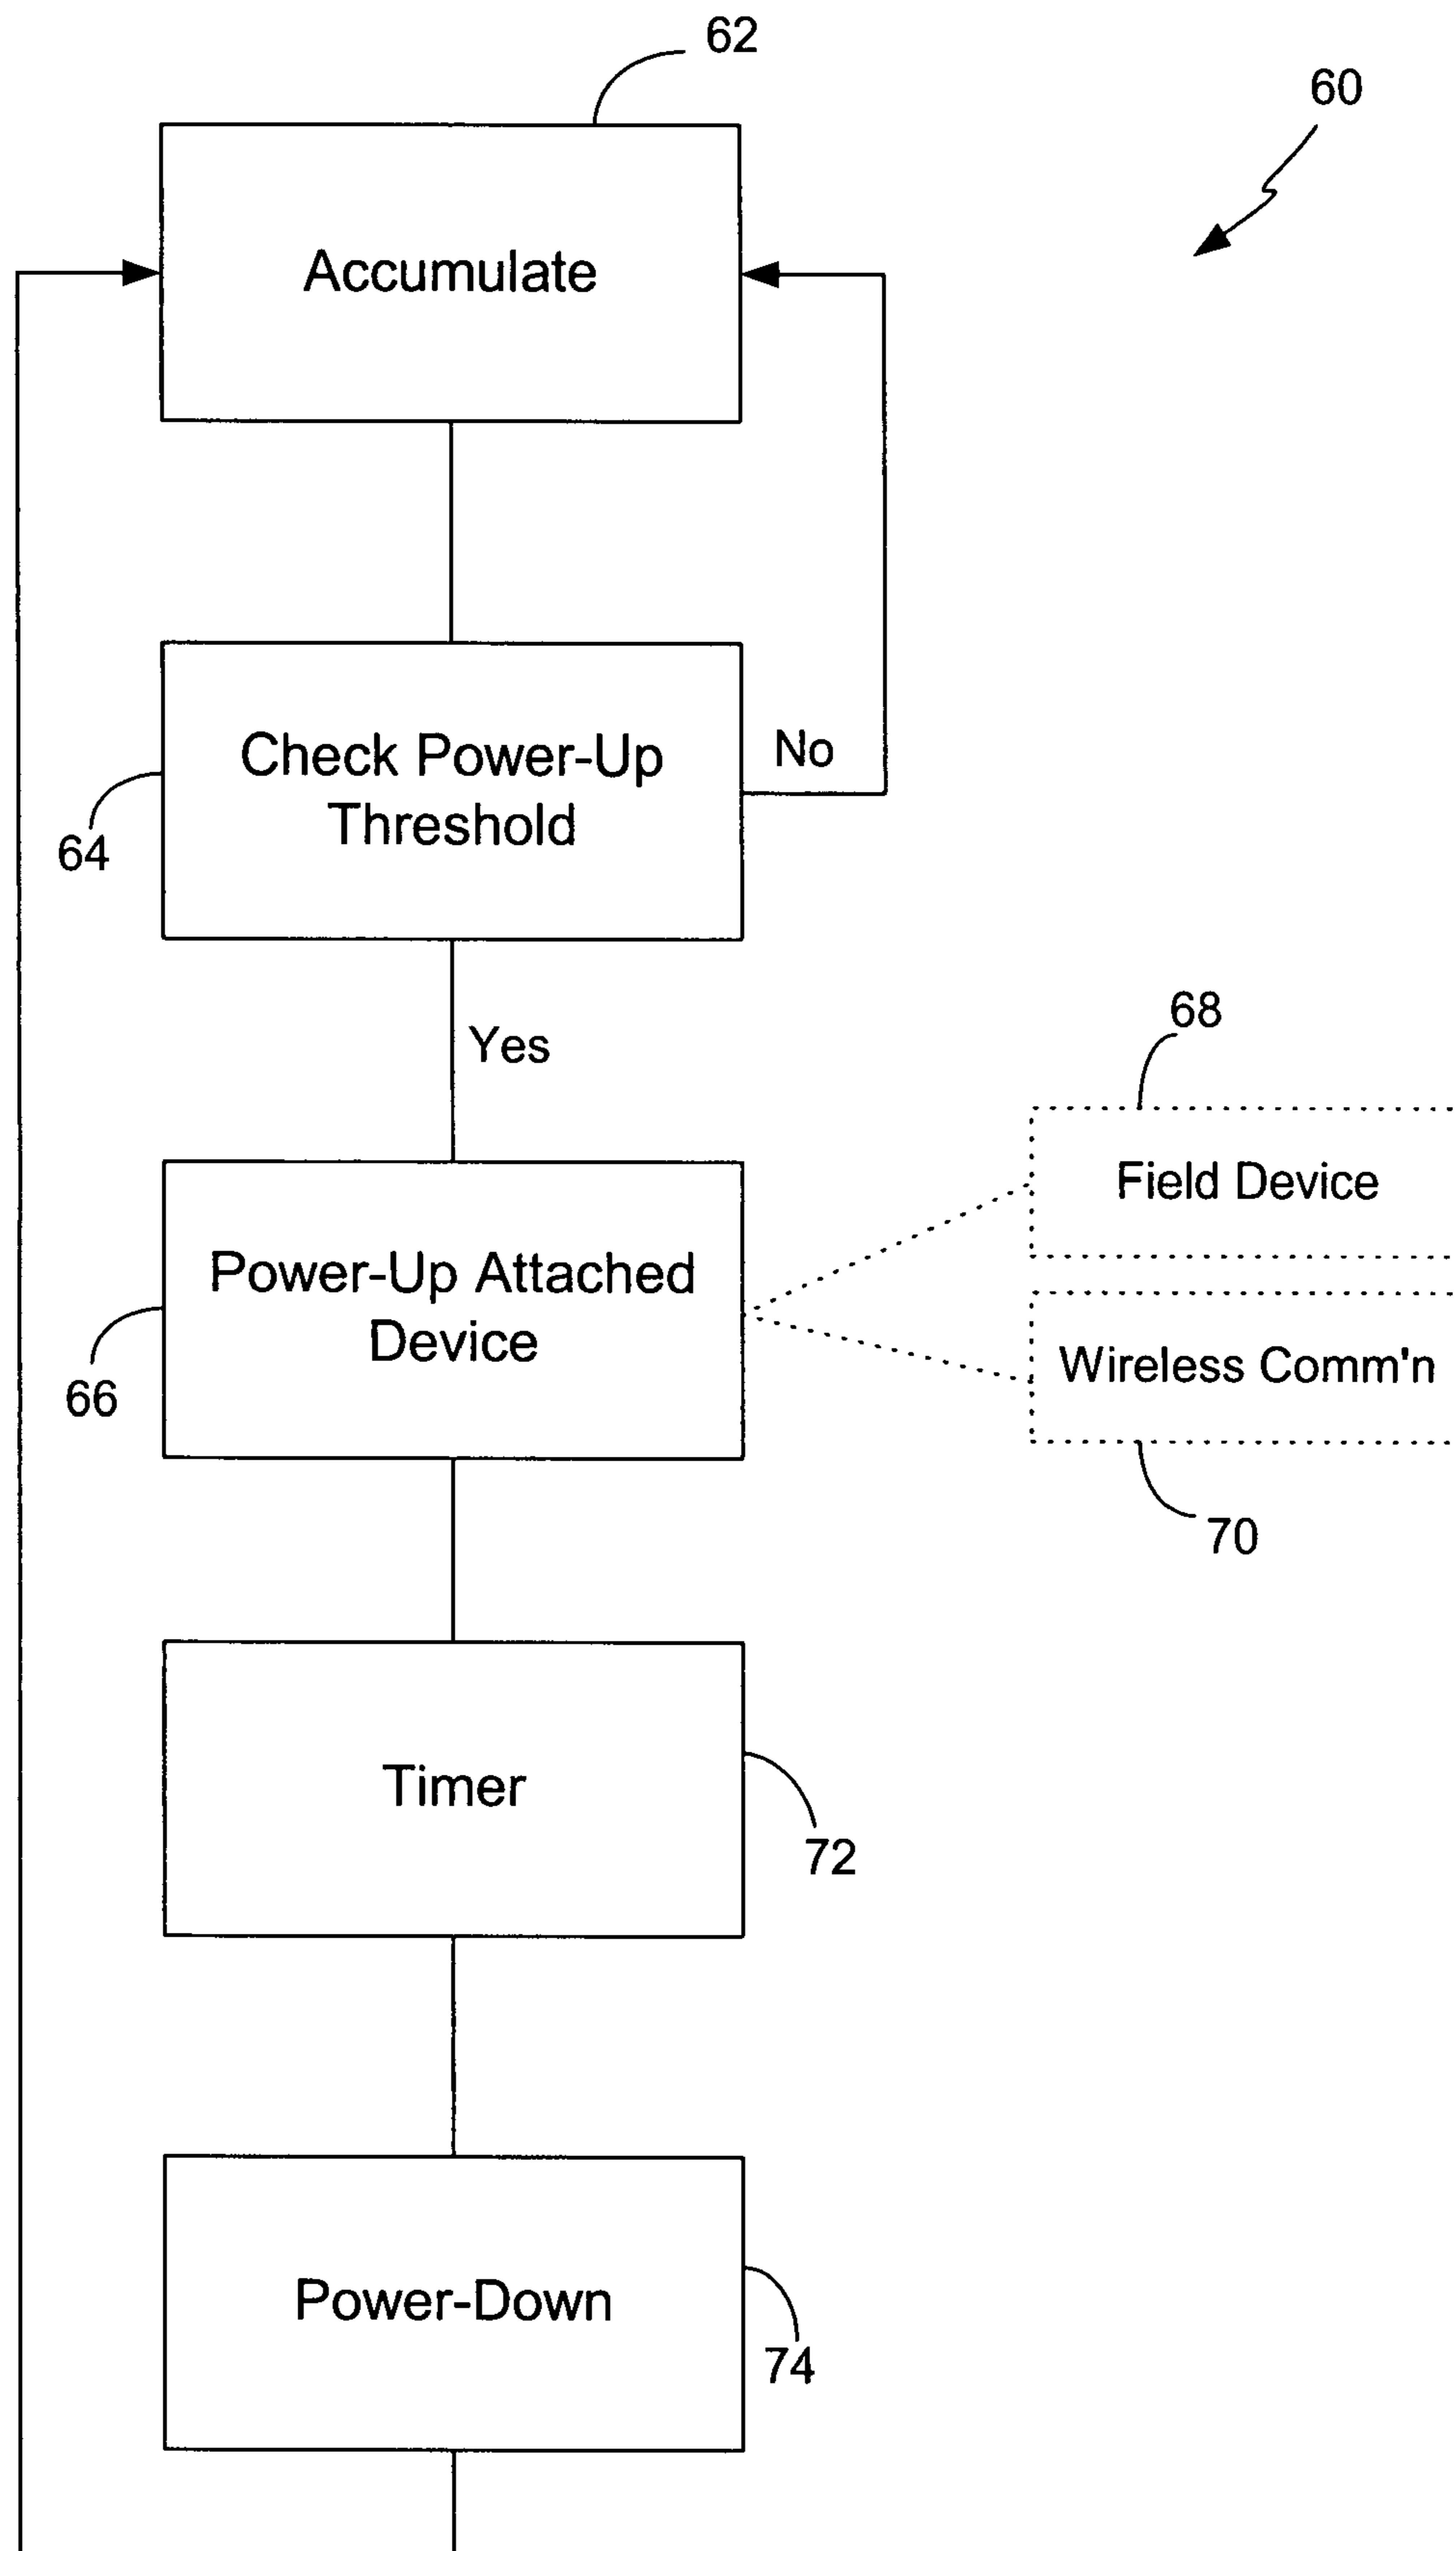 62
60
Accumulate
Check Power-Up
Threshold
No
64
Yes
68
Field Device
Power-Up Attached
Device
Wireless Comm'n
66
70
Timer
72
Power-Down
74